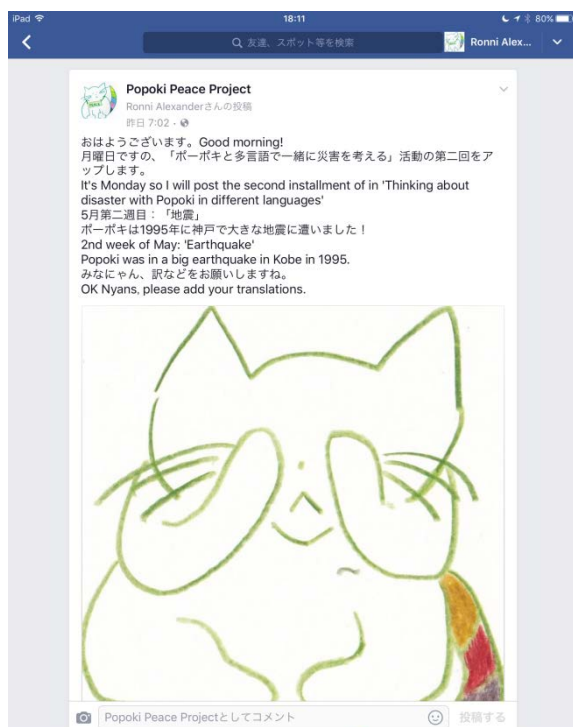 iPad 18:11 80%
友達、スポット等を検索 Ronni Alex...
Popoki Peace Project
Ronni Alexanderさんの投稿
昨日 7:02
おはようございます。Good morning!
月曜日ですの、「ポーポキと多言語で一緒に災害を考える」活動の第二回をア
ップします。
It's Monday so I will post the second installment of in 'Thinking about
disaster with Popoki in different languages'
5月第二週目：「地震」
ポーポキは1995年に神戸で大きな地震に遭いました！
2nd week of May: 'Earthquake'
Popoki was in a big earthquake in Kobe in 1995.
みなにゃん、訳などをお願いしますね。
OK Nyans, please add your translations.
Popoki Peace Projectとしてコメント 投稿する